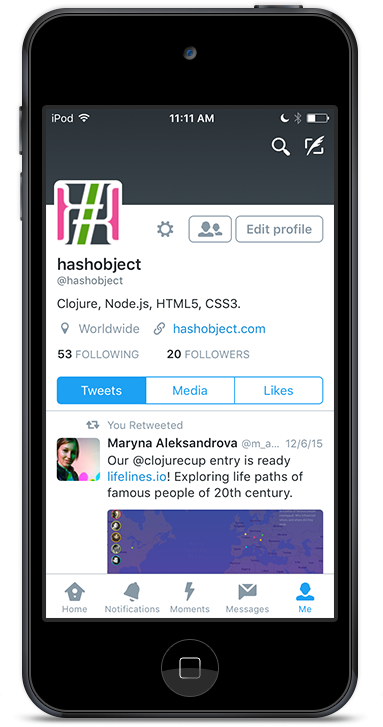 iPod 11:11 AM
Edit profile
hashobject
@hashobject
Clojure, Node.js, HTML5, CSS3.
Worldwide hashobject.com
53 FOLLOWING 20 FOLLOWERS
Tweets Media Likes
You Retweeted
Maryna Aleksandrova @m_a... 12/6/15
Our @clojurecup entry is ready
lifelines.io! Exploring life paths of
famous people of 20th century.
Home Notifications Moments Messages Me